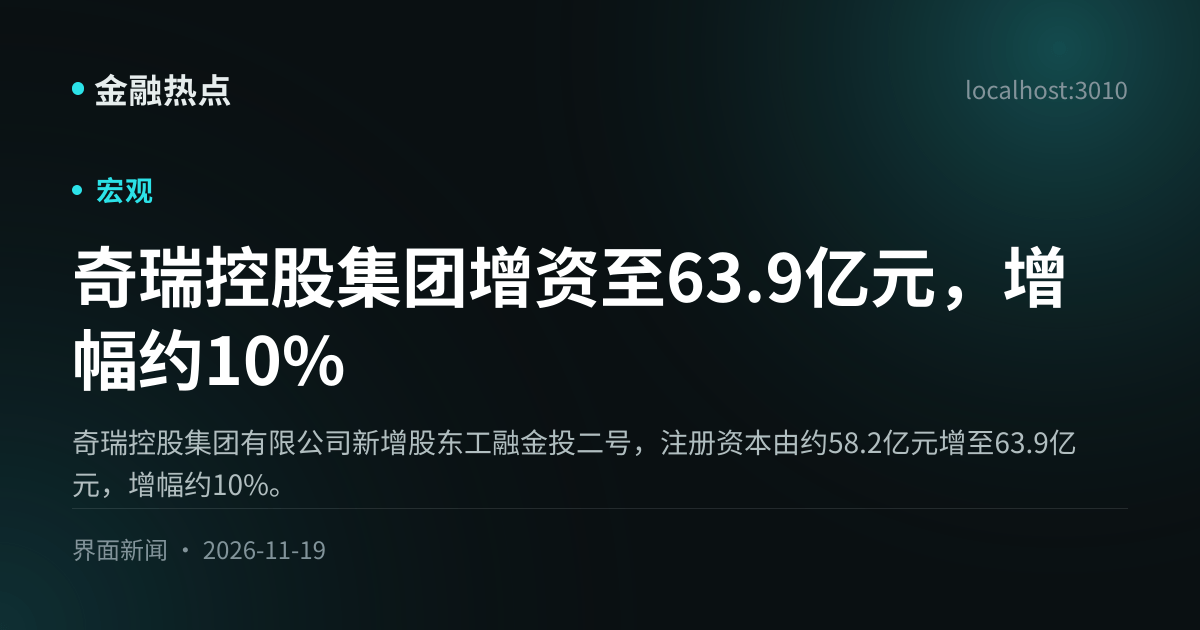 金融热点
localhost:3010
宏观
奇瑞控股集团增资至63.9亿元，增
幅约10%
奇瑞控股集团有限公司新增股东工融金投二号，注册资本由约58.2亿元增至63.9亿
元，增幅约10%。
界面新闻 · 2026-11-19